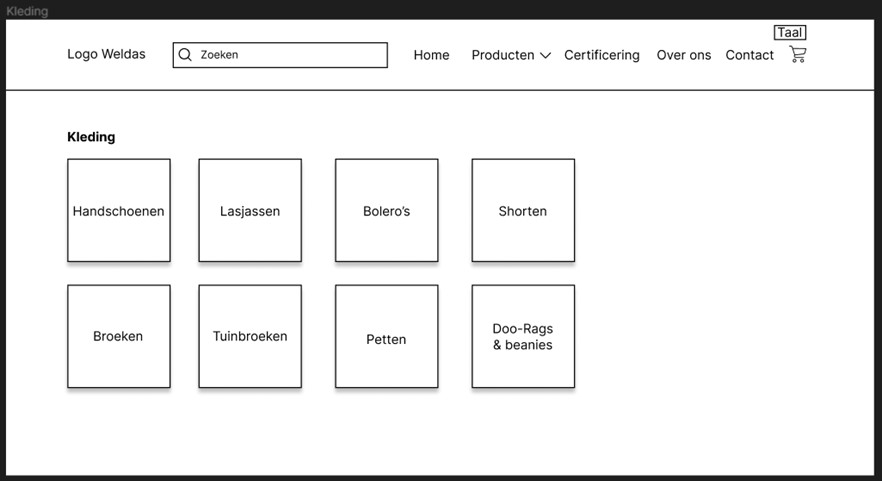 Kleding
Taal
Logo Weldas
Zoeken
Home
Producten
Certificering
Over ons
Contact
Kleding
Handschoenen
Lasjassen
Bolero’s
Shorten
Broeken
Tuinbroeken
Petten
Doo-Rags
& beanies